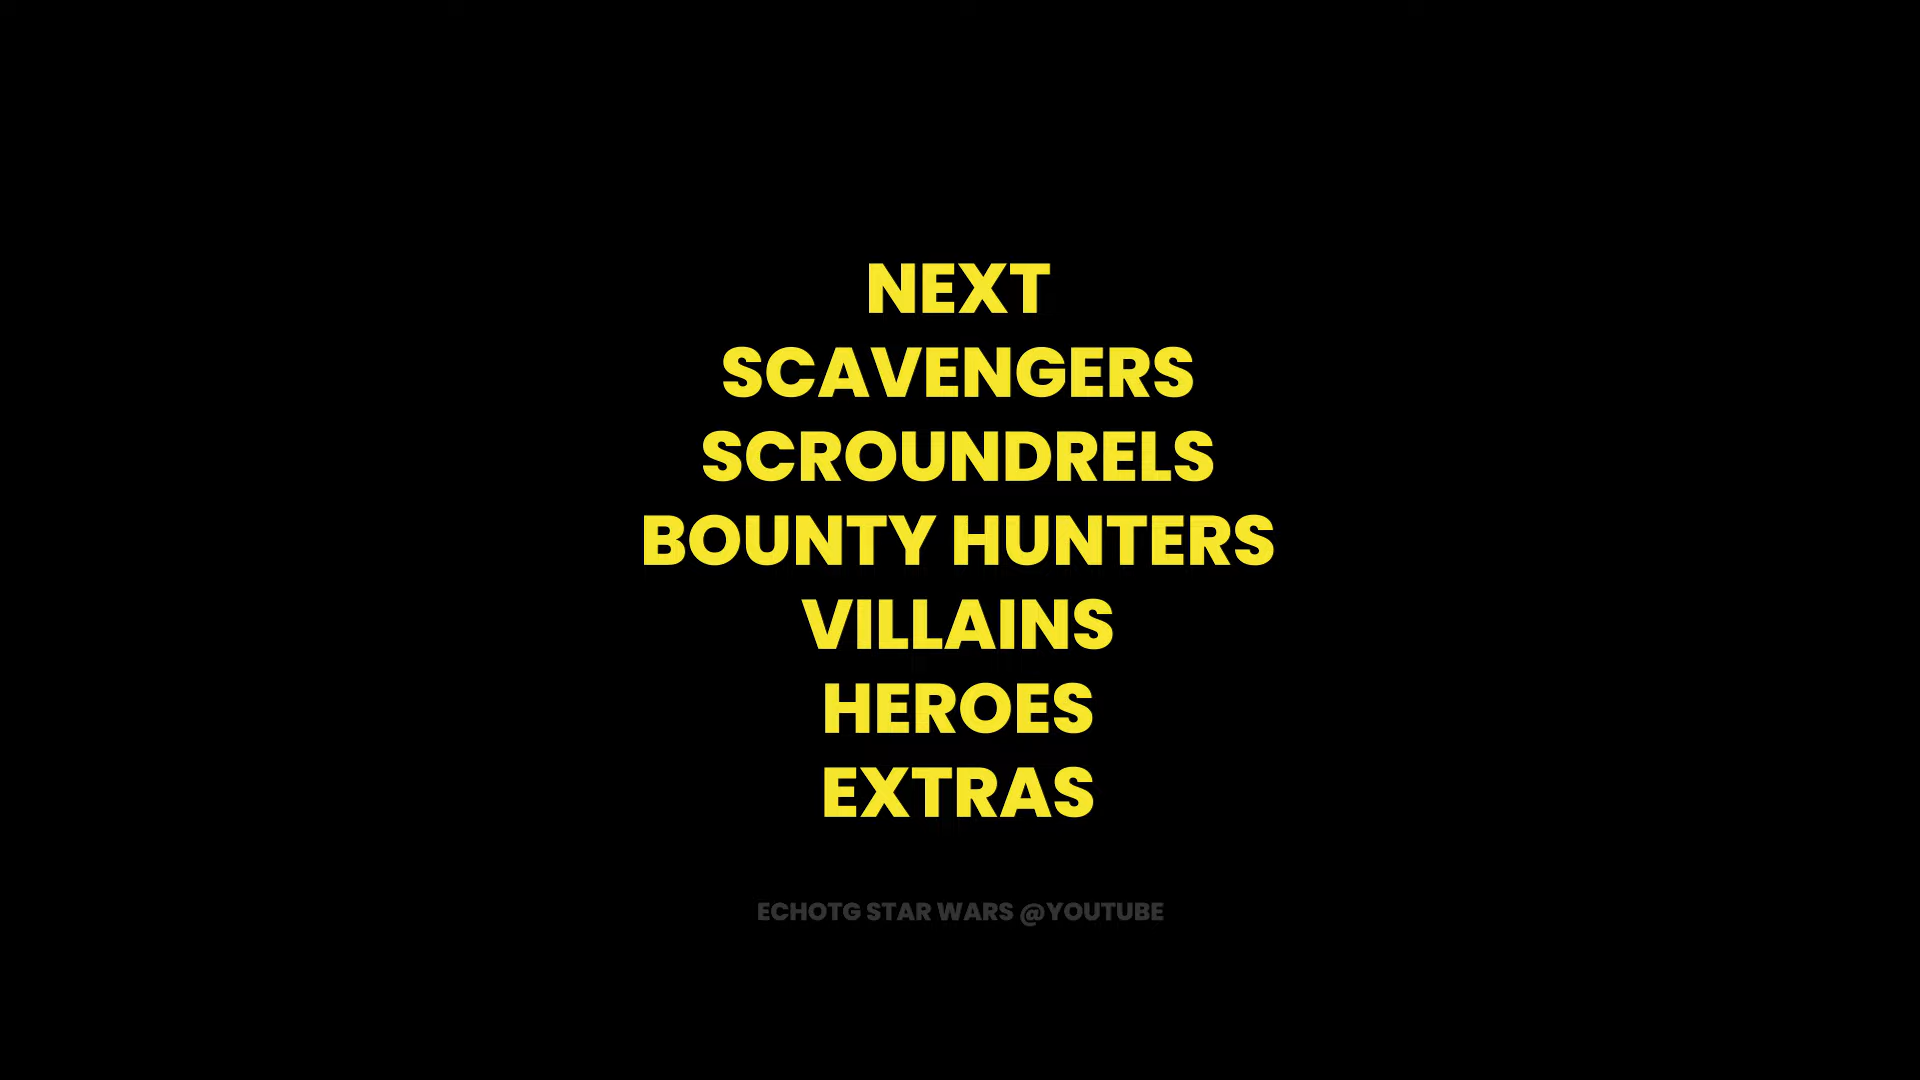 NEXT
SCAVENGERS
SCROUNDRELS
BOUNTY HUNTERS
VILLAINS
HEROES
EXTRAS
ECHOTG STAR WARS @YOUTUBE